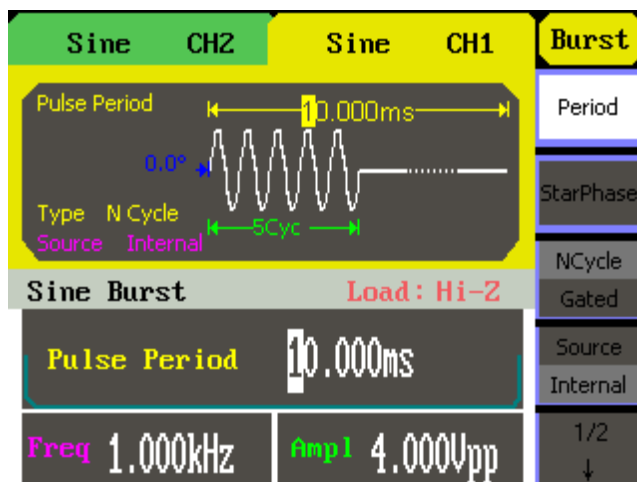 Sine CH2 Sine CH1 Burst
Pulse Period 10.000ms
0.0°
Type N Cycle
Source Internal
5Cyc
Sine Burst Load: Hi-Z
Pulse Period 10.000ms
Freq 1.000kHz Ampl 4.000Vpp
Period
StarPhase
NCycle
Gated
Source
Internal
1/2
↓